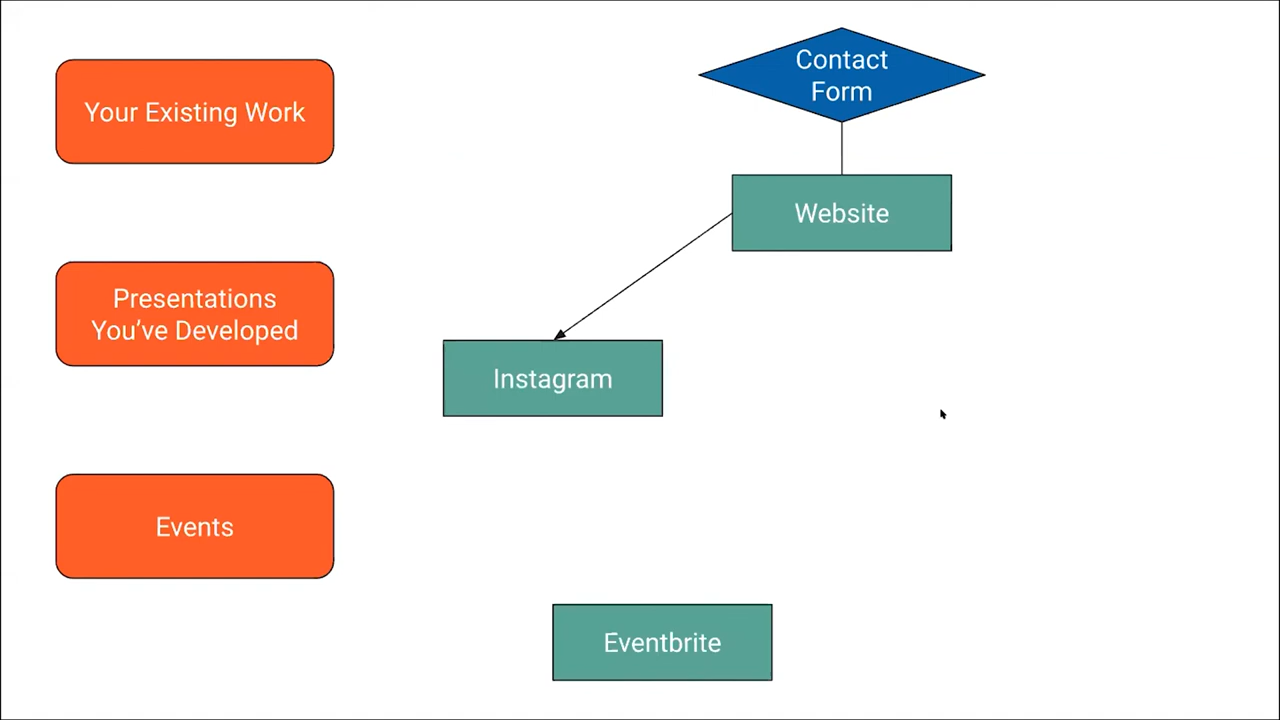 Contact
Form
Your Existing Work
Website
Presentations
You've Developed
Instagram
Events
Eventbrite